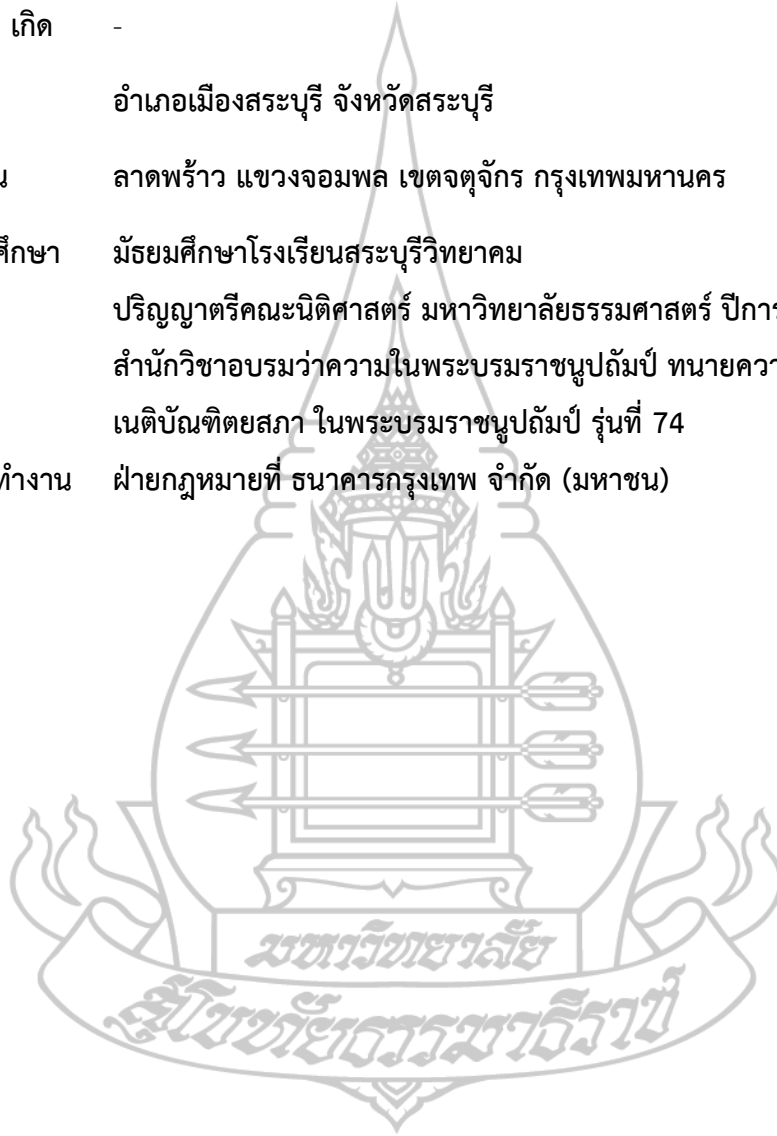 เกิด -
อำเภอเมืองสระบุรี จังหวัดสระบุรี
ลาดพร้าว แขวงจอมพล เขตจตุจักร กรุงเทพมหานคร
ศึกษา มัธยมศึกษาโรงเรียนสระบุรีวิทยาคม
ปริญญาตรีคณะนิติศาสตร์ มหาวิทยาลัยธรรมศาสตร์ ปีการ
สำนักวิชาอบรมว่าความในพระบรมราชนูปถัมป์ ทนายควา
เนติบัณฑิตยสภา ในพระบรมราชนูปถัมป์ รุ่นที่ 74
ทำงาน ฝ่ายกฎหมายที่ ธนาคารกรุงเทพ จำกัด (มหาชน)
มหาวิทยาลัย
สุโขทัยธรรมาธิราช